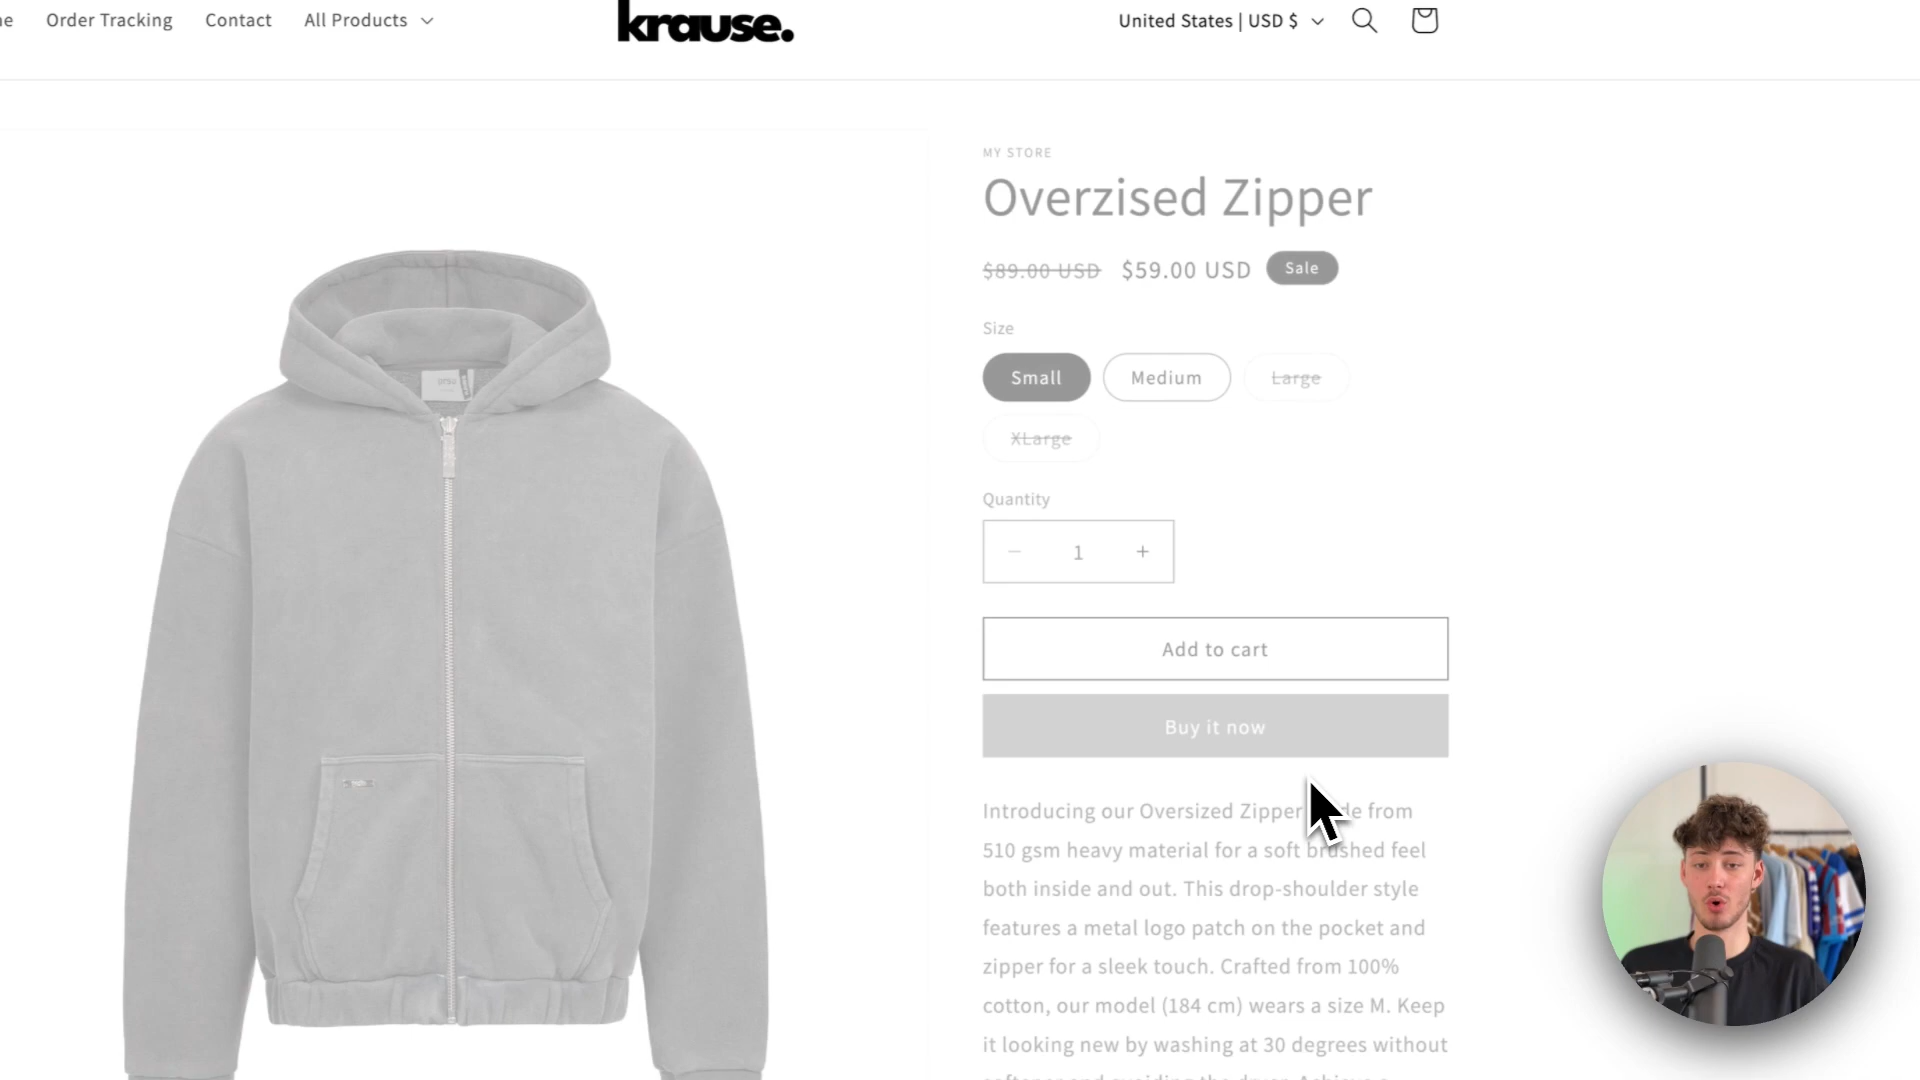 Order Tracking Contact All Products krause. United States | USD $
MY STORE
Overzised Zipper
$89.00 USD $59.00 USD Sale
Size
Small Medium Large
XLarge
Quantity
1
Add to cart
Buy it now
Introducing our Oversized Zipper from
510 gsm heavy material for a soft brushed feel
both inside and out. This drop-shoulder style
features a metal logo patch on the pocket and
zipper for a sleek touch. Crafted from 100%
cotton, our model (184 cm) wears a size M. Keep
it looking new by washing at 30 degrees without